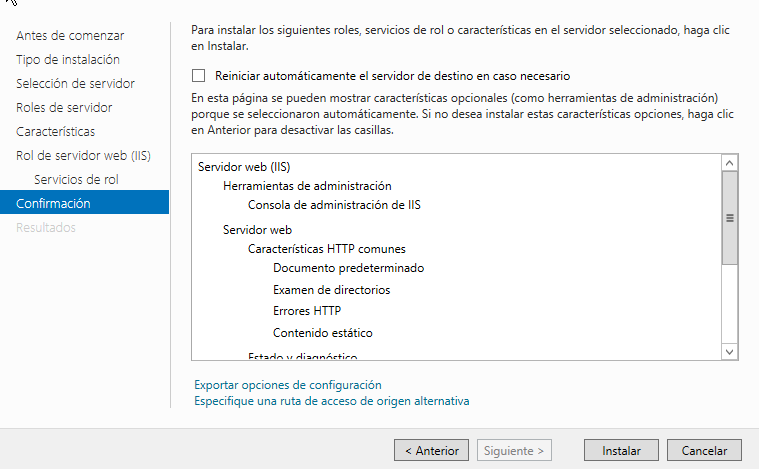 Antes de comenzar
Tipo de instalación
Selección de servidor
Roles de servidor
Características
Rol de servidor web (IIS)
Servicios de rol
Confirmación
Resultados
Para instalar los siguientes roles, servicios de rol o características en el servidor seleccionado, haga clic
en Instalar.
Reiniciar automáticamente el servidor de destino en caso necesario
En esta página se pueden mostrar características opcionales (como herramientas de administración)
porque se seleccionaron automáticamente. Si no desea instalar estas características opciones, haga clic
en Anterior para desactivar las casillas.
Servidor web (IIS)
Herramientas de administración
Consola de administración de IIS
Servidor web
Características HTTP comunes
Documento predeterminado
Examen de directorios
Errores HTTP
Contenido estático
Estado y diagnóstico
Exportar opciones de configuración
Especifique una ruta de acceso de origen alternativa
< Anterior
Siguiente >
Instalar
Cancelar